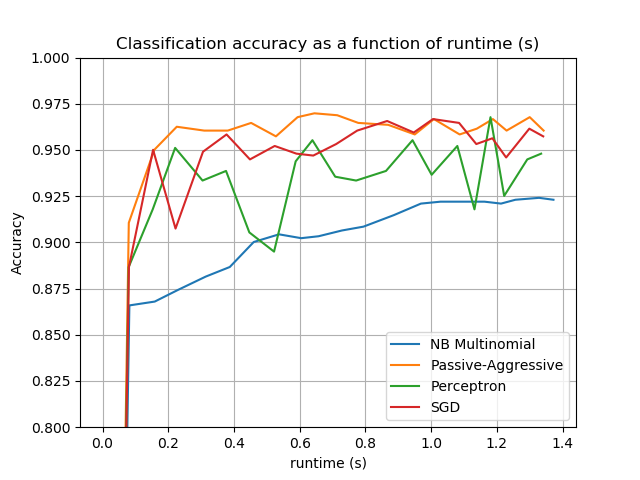 Classification accuracy as a function of runtime (s)
1.000
0.975
0.950
0.925
0.900
0.875
0.850
0.825
0.800
Accuracy
0.0 0.2 0.4 0.6 0.8 1.0 1.2 1.4
runtime (s)
NB Multinomial
Passive-Aggressive
Perceptron
SGD